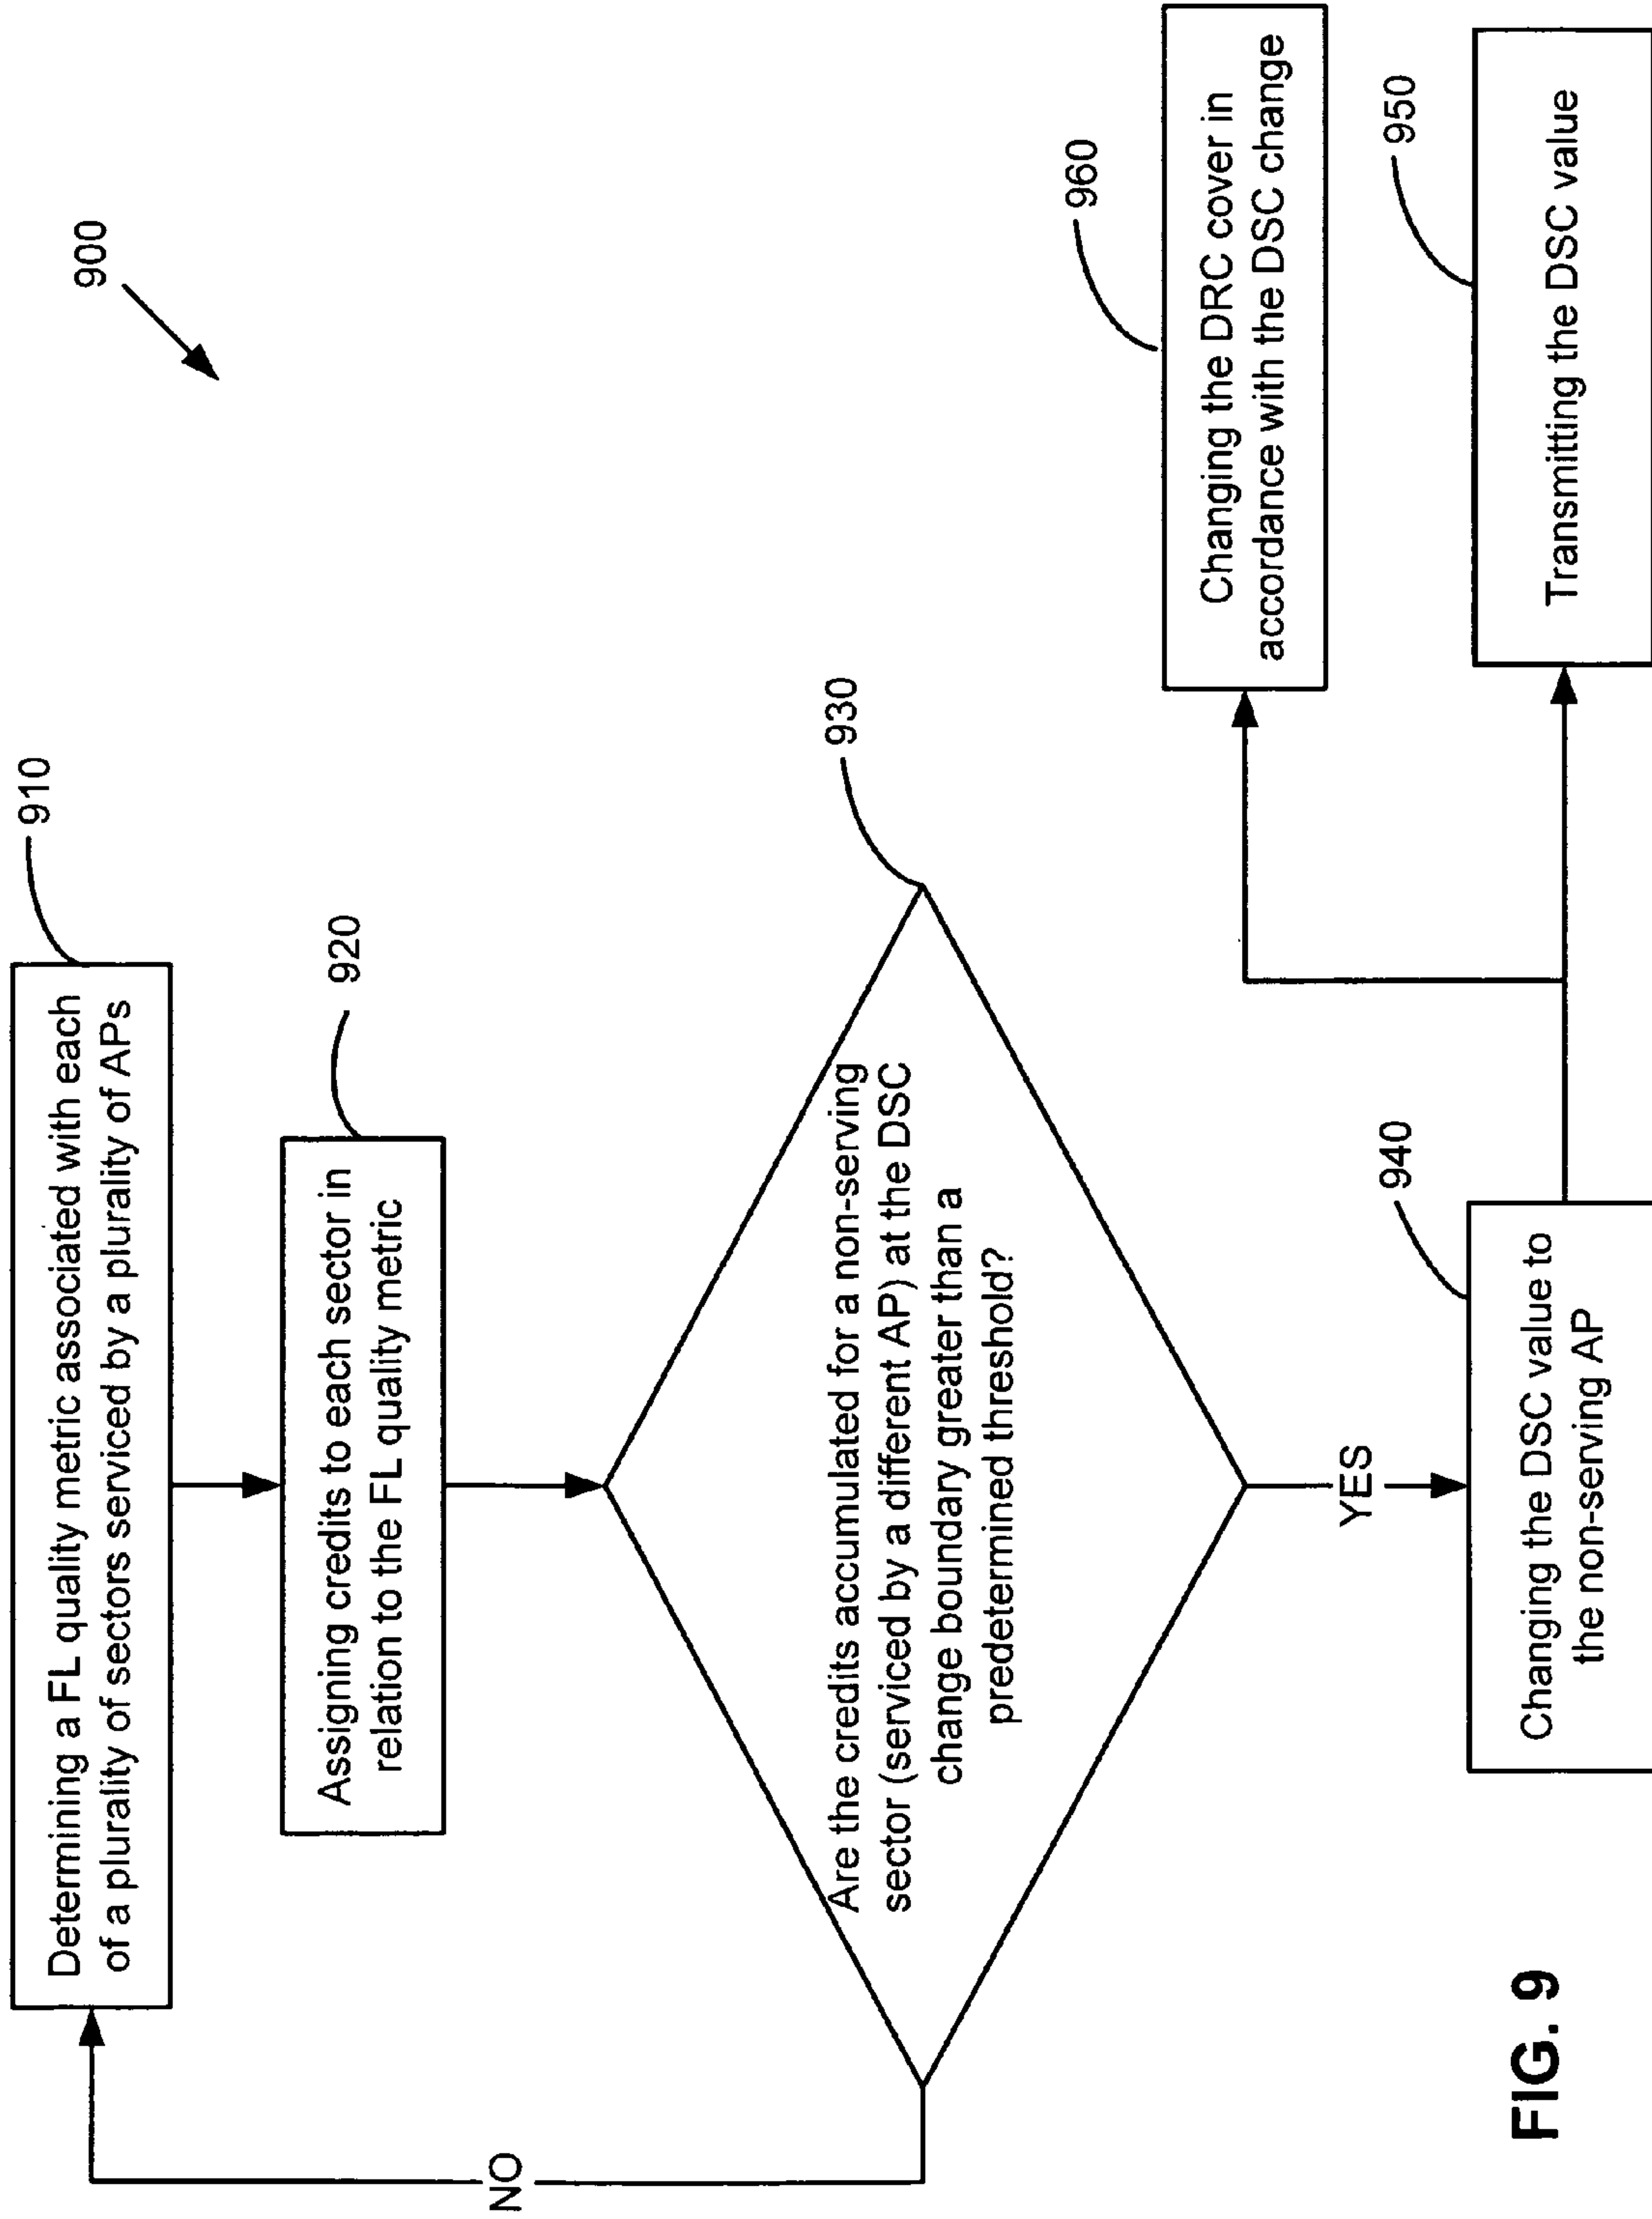 900
910
Determining a FL quality metric associated with each
of a plurality of sectors serviced by a plurality of APs
920
Assigning credits to each sector in
relation to the FL quality metric
930
Are the credits accumulated for a non-serving
sector (serviced by a different AP) at the DSC
change boundary greater than a
predetermined threshold?
NO
YES
940
Changing the DSC value to
the non-serving AP
960
Changing the DRC cover in
accordance with the DSC change
950
Transmitting the DSC value
FIG. 9